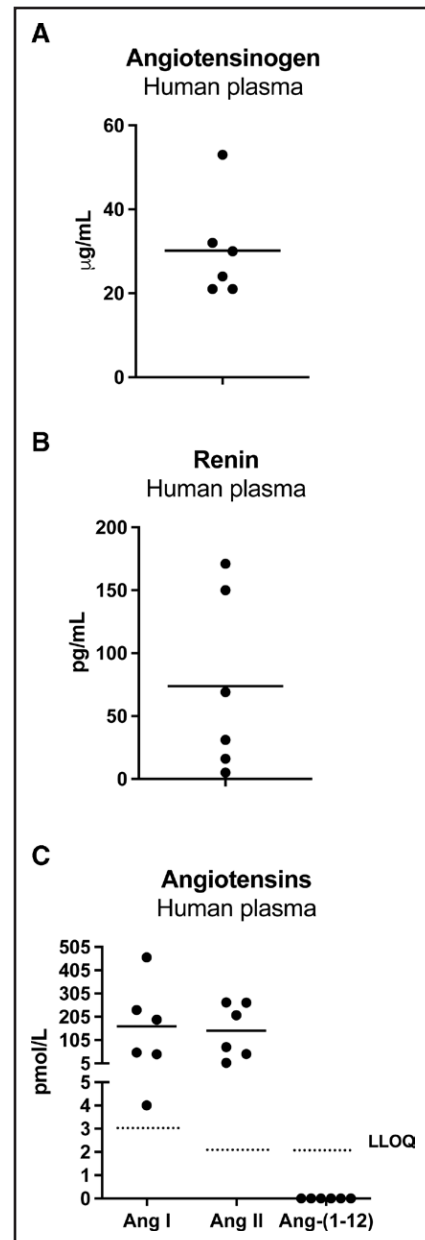 A
Angiotensinogen
Human plasma
60
40
20
0
μg/mL
B
Renin
Human plasma
200
150
100
50
0
pg/mL
C
Angiotensins
Human plasma
505
405
305
205
105
5
5
4
3
2
1
0
pmol/L
LLOQ
Ang I Ang II Ang-(1-12)